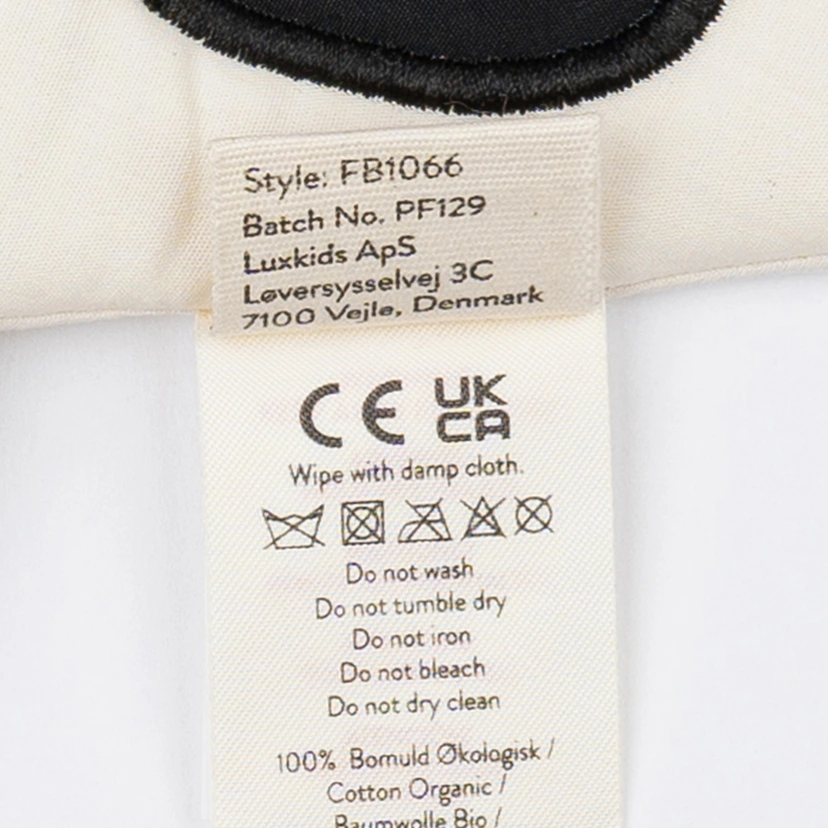 Style: FB1066
Batch No. PF129
Luxkids ApS
Løversysselvej 3C
7100 Vejle, Denmark
CE UK
CA
Wipe with damp cloth.
Do not wash
Do not tumble dry
Do not iron
Do not bleach
Do not dry clean
100% Bomuld Økologisk /
Cotton Organic /
Baumwolle Bio /